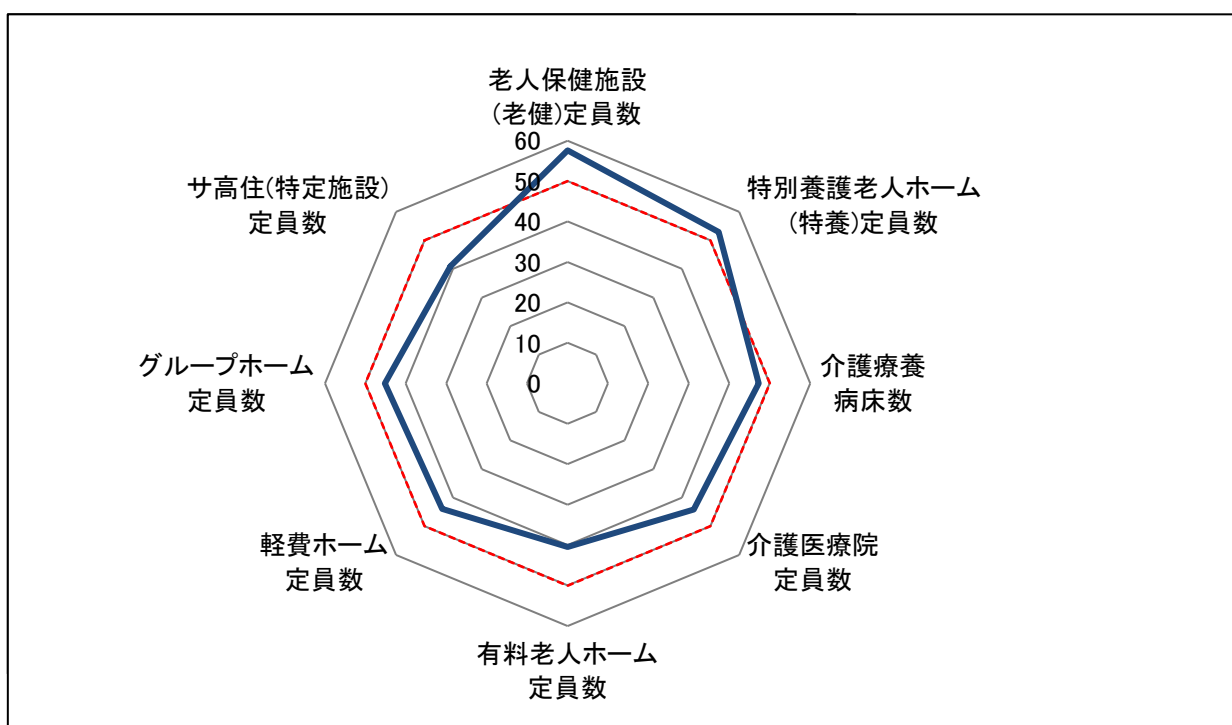 老人保健施設
(老健)定員数
特別養護老人ホーム
(特養)定員数
介護療養
病床数
介護医療院
定員数
有料老人ホーム
定員数
軽費ホーム
定員数
グループホーム
定員数
サ高住(特定施設)
定員数
60
50
40
30
20
10
0